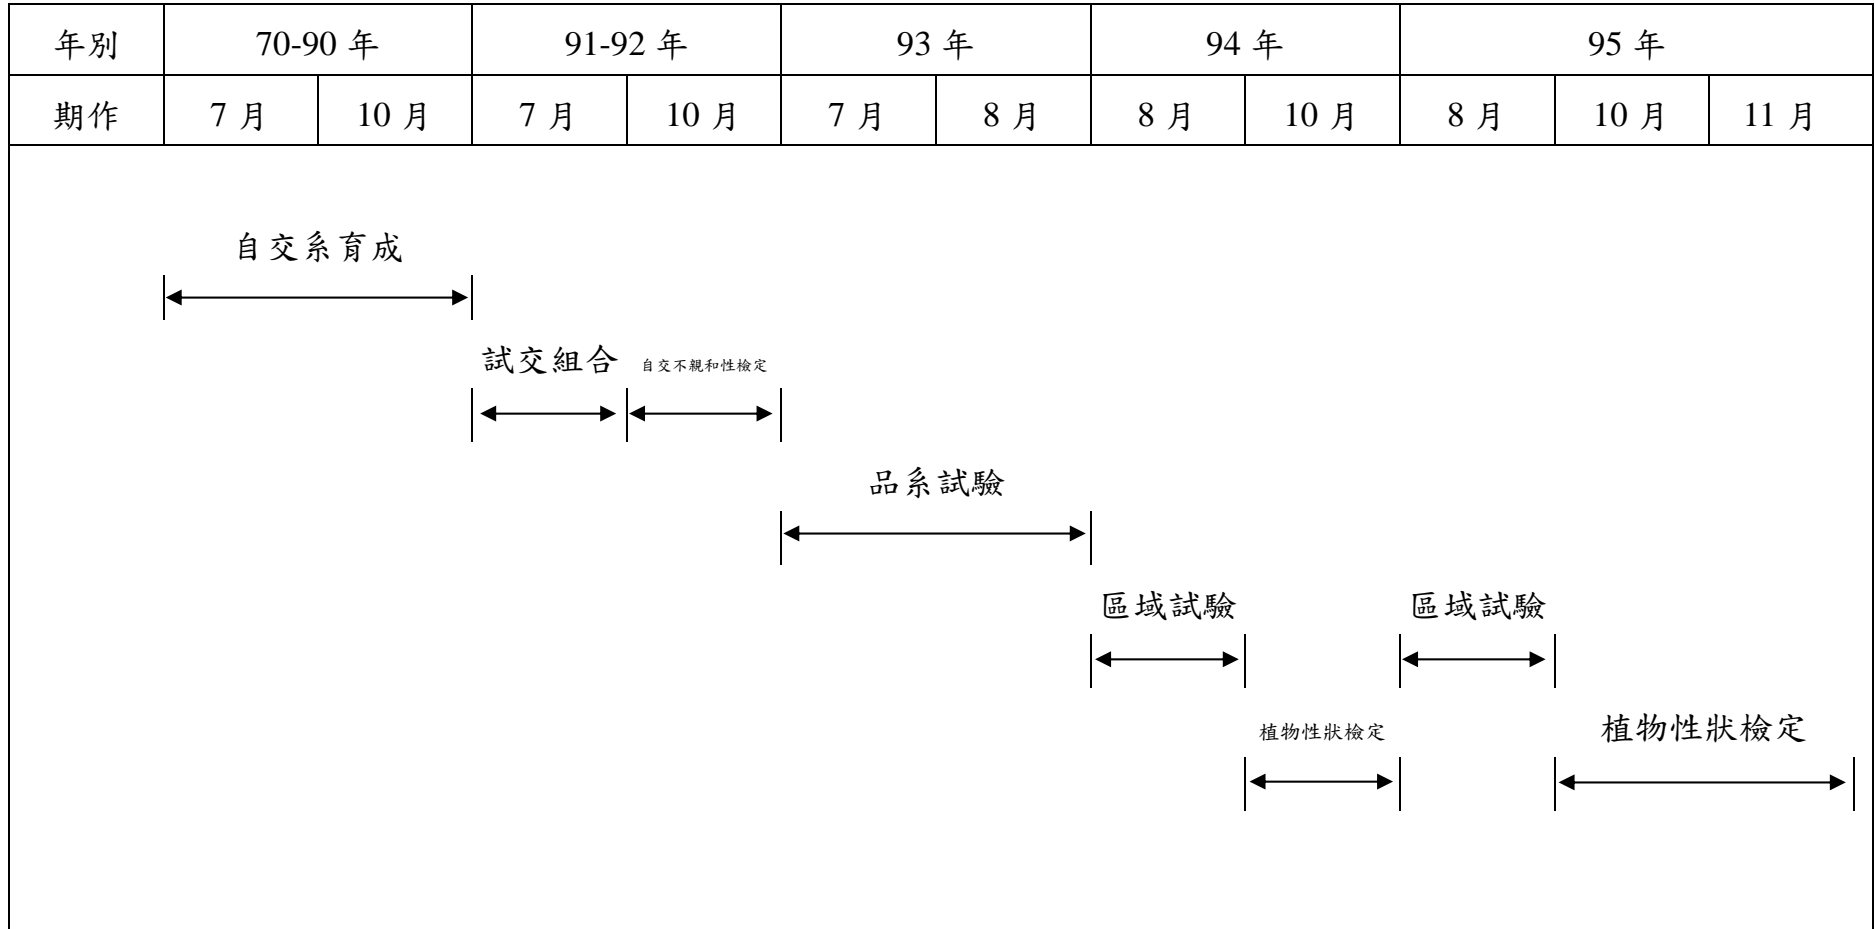 年別 70-90 年 91-92 年 93 年 94 年 95 年
期作 7 月 10 月 7 月 10 月 7 月 8 月 8 月 10 月 8 月 10 月 11 月
自交系育成
試交組合 自交不親和性檢定
品系試驗
區域試驗 區域試驗
植物性狀檢定 植物性狀檢定